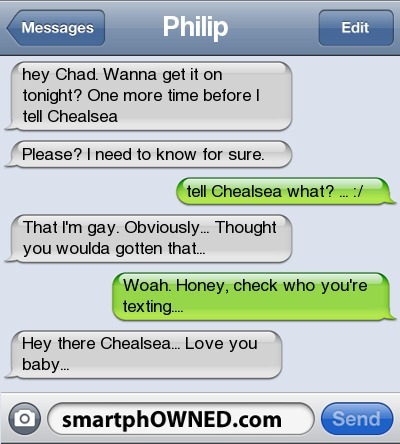 Messages
Philip
Edit
hey Chad. Wanna get it on
tonight? One more time before I
tell Chealsea
Please? I need to know for sure.
tell Chealsea what? ... :/
That I'm gay. Obviously... Thought
you woulda gotten that...
Woah. Honey, check who you're
texting....
Hey there Chealsea... Love you
baby...
smartphOWNED.com
Send